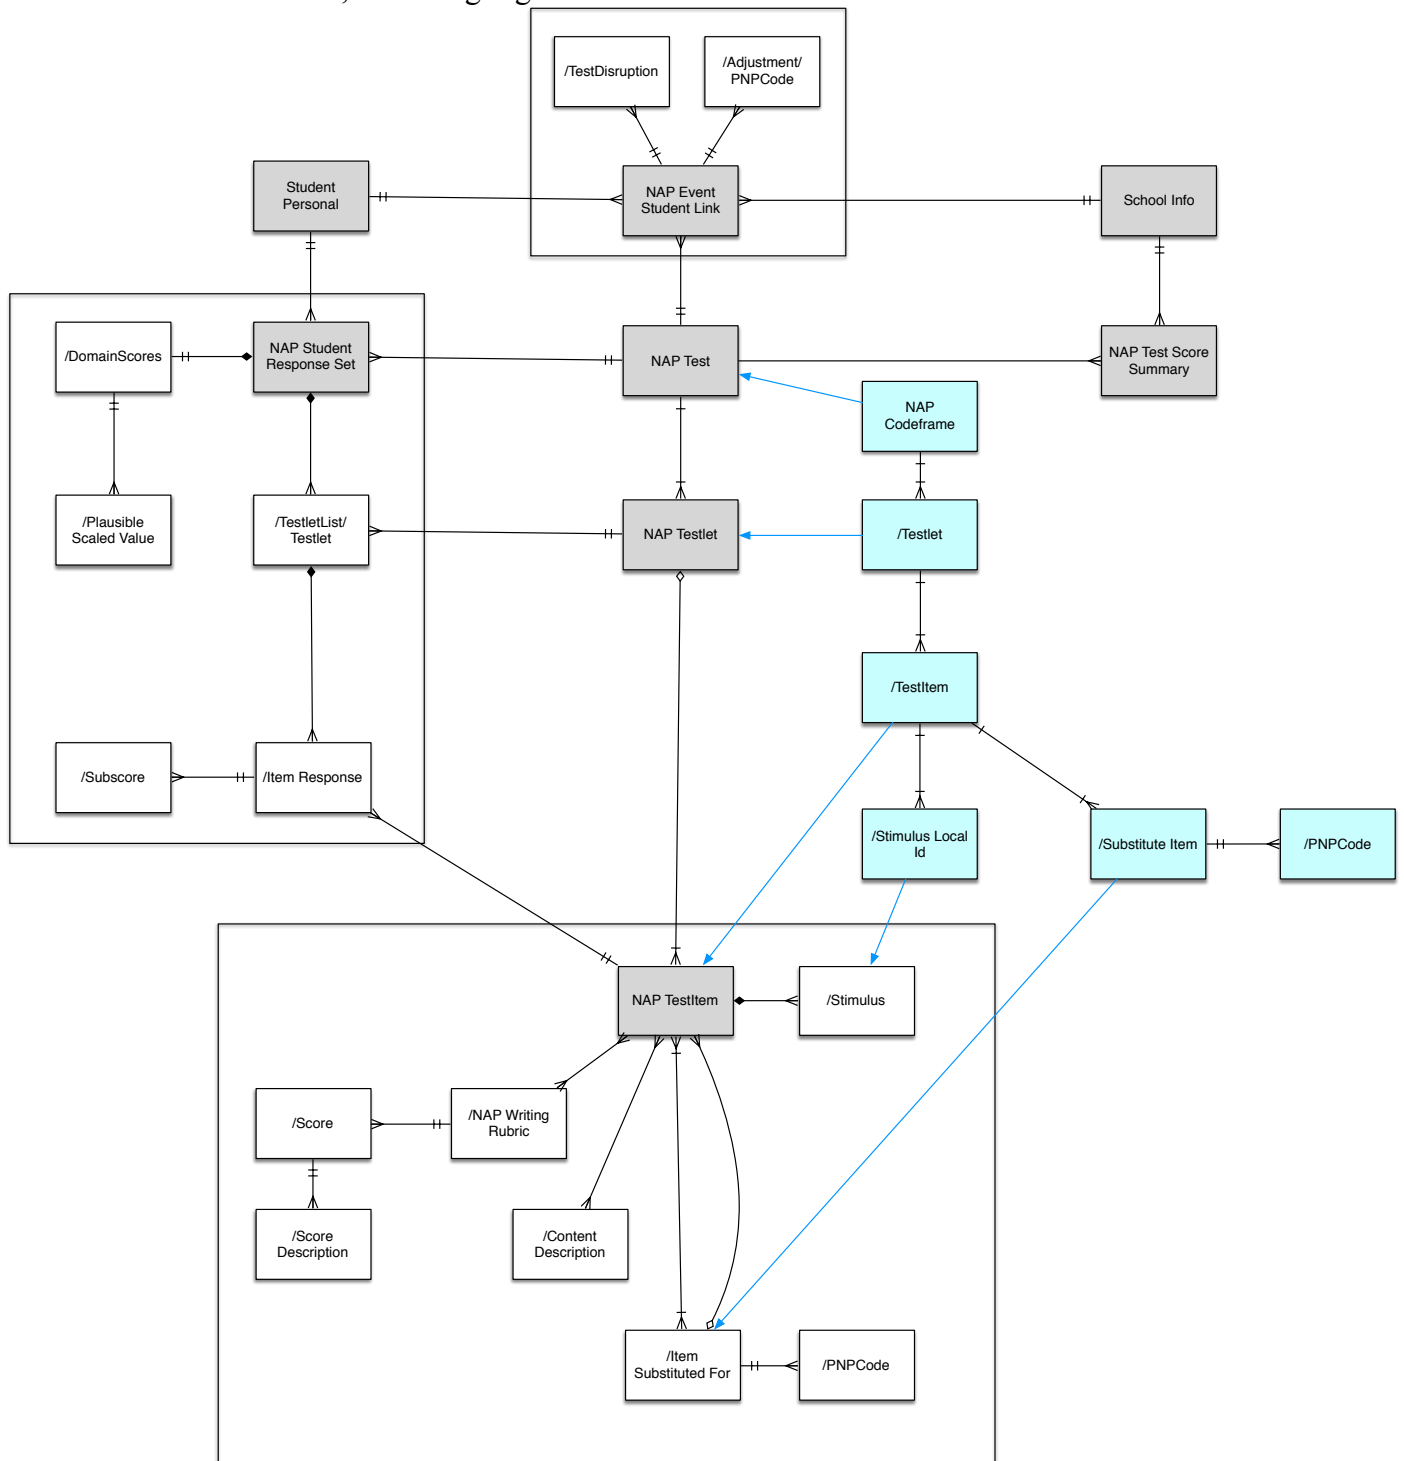 /TestDisruption
/Adjustment/
PNPCode
Student
Personal
NAP Event
Student Link
School Info
/DomainScores
NAP Student
Response Set
NAP Test
NAP Test Score
Summary
NAP
Codeframe
/Plausible
Scaled Value
/TestletList/
Testlet
NAP Testlet
/Testlet
/TestItem
/Subscore
/Item Response
/Stimulus Local
Id
/Substitute Item
/PNPCode
NAP TestItem
/Stimulus
/Score
/NAP Writing
Rubric
/Score
Description
/Content
Description
/Item
Substituted For
/PNPCode